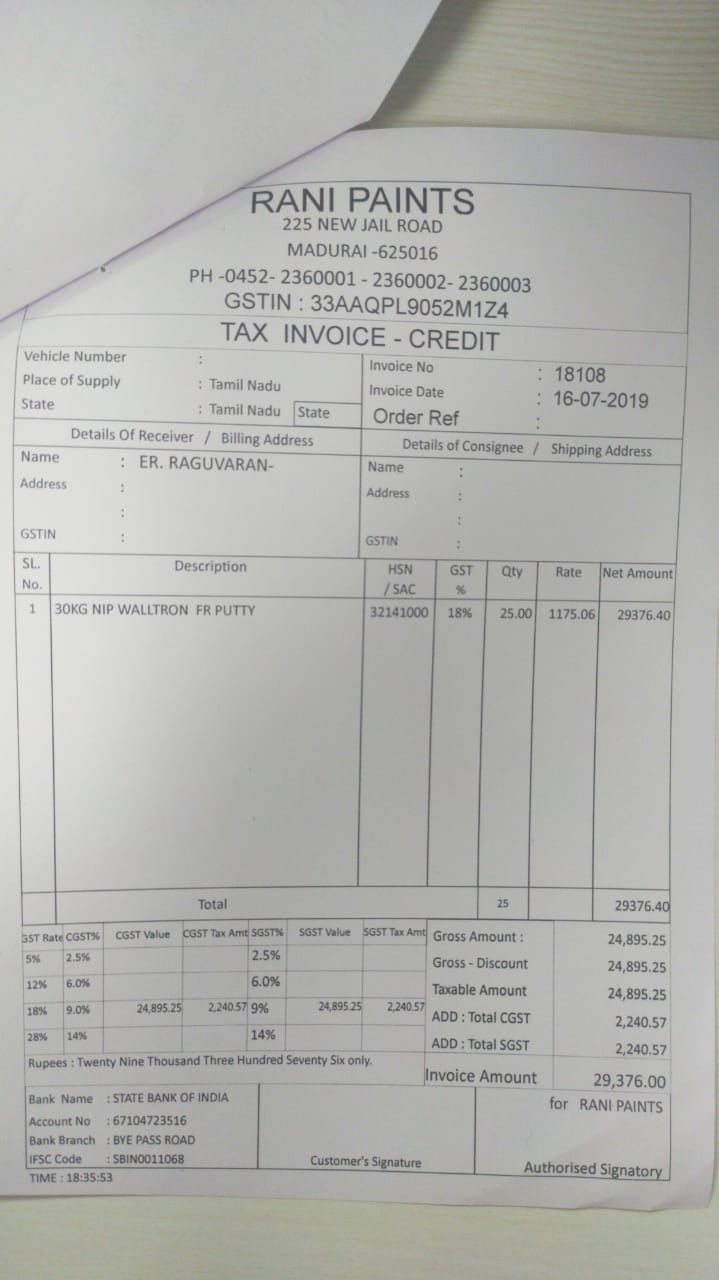 RANI PAINTS
225 NEW JAIL ROAD
MADURAI -625016
PH -0452- 2360001 - 2360002- 2360003
GSTIN : 33AAQPL9052M1Z4
TAX INVOICE - CREDIT
Vehicle Number :
Place of Supply : Tamil Nadu
State : Tamil Nadu State
Invoice No : 18108
Invoice Date : 16-07-2019
Order Ref :
Details Of Receiver / Billing Address
Name : ER. RAGUVARAN-
Address :
:
GSTIN :
Details of Consignee / Shipping Address
Name :
Address :
:
GSTIN :
SL. No. Description HSN / SAC GST % Qty Rate Net Amount
1 30KG NIP WALLTRON FR PUTTY 32141000 18% 25.00 1175.06 29376.40
Total 25 29376.40
GST Rate CGST% CGST Value CGST Tax Amt SGST% SGST Value SGST Tax Amt
5% 2.5% 2.5%
12% 6.0% 6.0%
18% 9.0% 24,895.25 2,240.57 9% 24,895.25 2,240.57
28% 14% 14%
Gross Amount : 24,895.25
Gross - Discount 24,895.25
Taxable Amount 24,895.25
ADD : Total CGST 2,240.57
ADD : Total SGST 2,240.57
Rupees : Twenty Nine Thousand Three Hundred Seventy Six only.
Invoice Amount 29,376.00
Bank Name : STATE BANK OF INDIA
Account No : 67104723516
Bank Branch : BYE PASS ROAD
IFSC Code : SBIN0011068
Customer's Signature
for RANI PAINTS
Authorised Signatory
TIME : 18:35:53